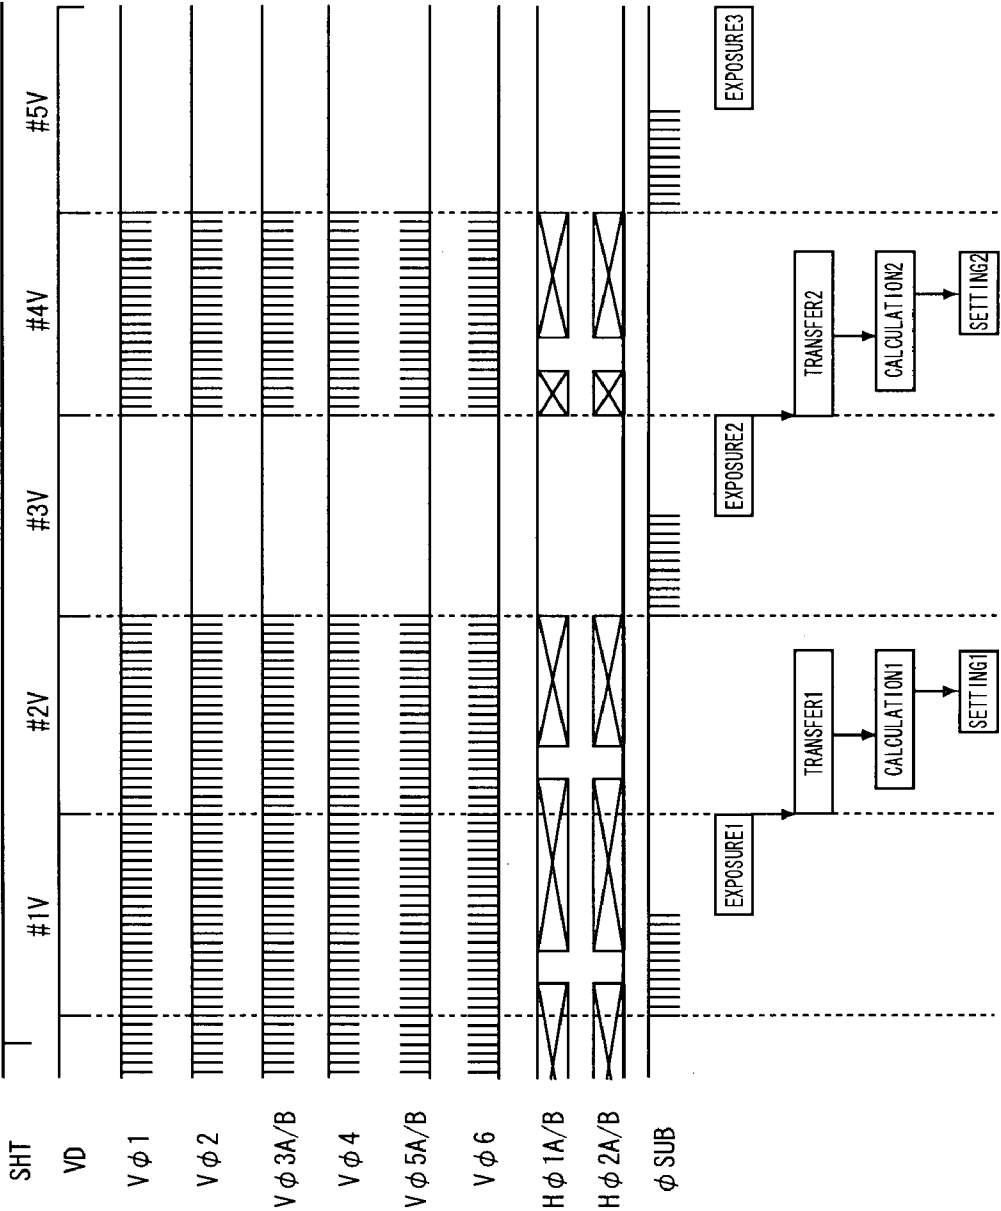 SHT
#1V #2V #3V #4V #5V
VD
Vφ1
Vφ2
Vφ3A/B
Vφ4
Vφ5A/B
Vφ6
Hφ1A/B
Hφ2A/B
φSUB
EXPOSURE1 EXPOSURE2 EXPOSURE3
TRANSFER1 TRANSFER2
CALCULATION1 CALCULATION2
SETTING1 SETTING2